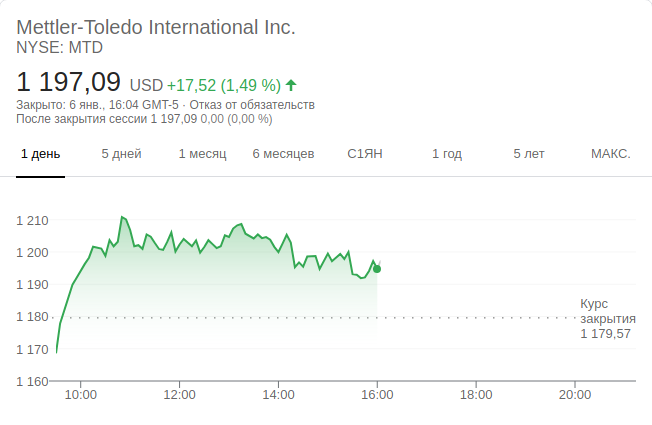 Mettler-Toledo International Inc.
NYSE: MTD
1 197,09 USD +17,52 (1,49 %)
Закрыто: 6 янв., 16:04 GMT-5 · Отказ от обязательств
После закрытия сессии 1 197,09 0,00 (0,00 %)
1 день 5 дней 1 месяц 6 месяцев С1ЯН 1 год 5 лет МАКС.
1 210
1 200
1 190
1 180
1 170
1 160
Курс
закрытия
1 179,57
10:00 12:00 14:00 16:00 18:00 20:00